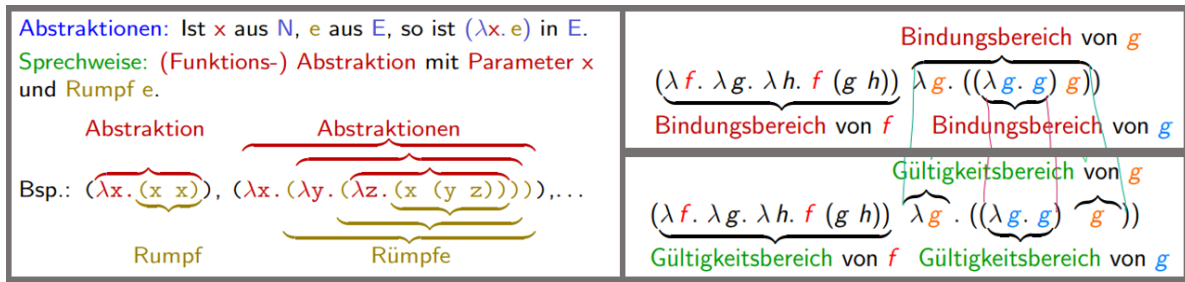 Abstraktionen: Ist x aus N, e aus E, so ist (λx.e) in E.
Sprechweise: (Funktions-) Abstraktion mit Parameter x
und Rumpf e.
Abstraktion Abstraktionen
Bsp.: (λx.(x x)), (λx.(λy.(λz.(x (y z))))),...
Rumpf Rümpfe
Bindungsbereich von g
(λ f. λ g. λ h. f (g h)) λ g. ((λ g. g) g))
Bindungsbereich von f Bindungsbereich von g
Gültigkeitsbereich von g
(λ f. λ g. λ h. f (g h)) λ g . ((λ g. g) g ))
Gültigkeitsbereich von f Gültigkeitsbereich von g